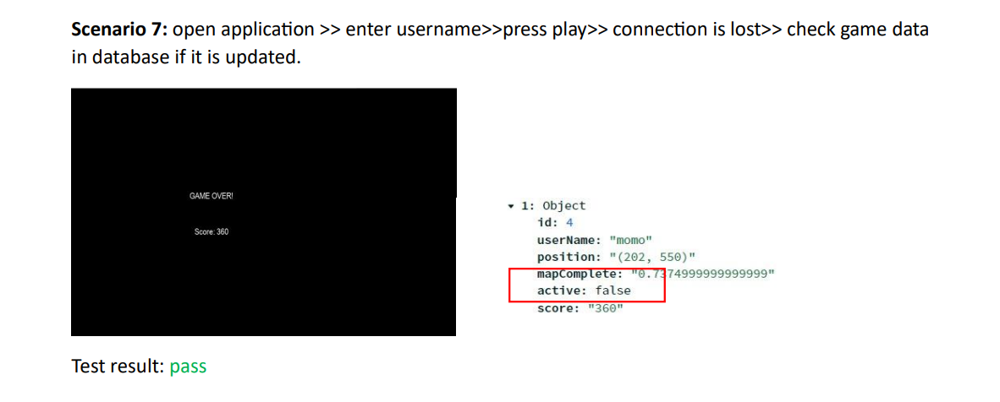 Scenario 7: open application >> enter username>>press play>> connection is lost>> check game data
in database if it is updated.
GAME OVER!
Score: 360
1: Object
id: 4
userName: "momo"
position: "(202, 550)"
mapComplete: "0.7374999999999999"
active: false
score: "360"
Test result: pass